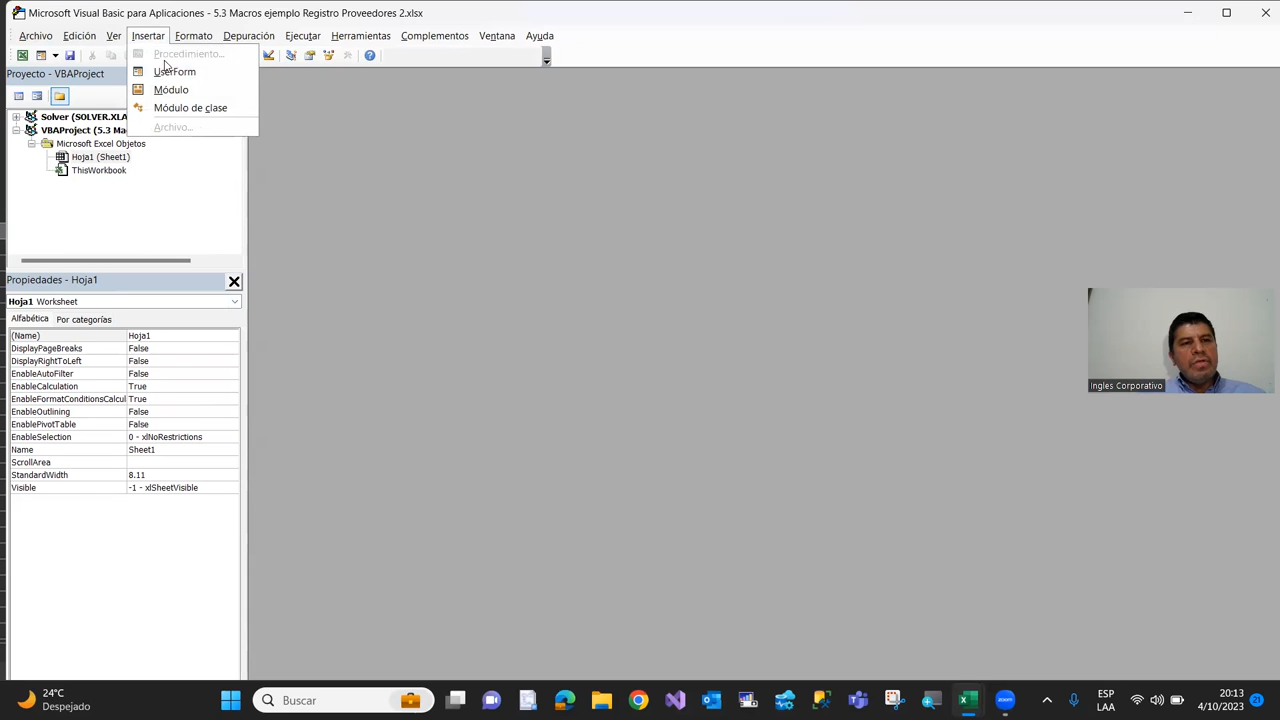 Microsoft Visual Basic para Aplicaciones - 5.3 Macros ejemplo Registro Proveedores 2.xlsx
Archivo Edición Ver Insertar Formato Depuración Ejecutar Herramientas Complementos Ventana Ayuda
Procedimiento...
UserForm
Módulo
Módulo de clase
Archivo...
Proyecto - VBAProject
Solver (SOLVER.XLA
VBAProject (5.3 Ma
Microsoft Excel Objetos
Hoja1 (Sheet1)
ThisWorkbook
Propiedades - Hoja1
Hoja1 Worksheet
Alfabética Por categorías
(Name) Hoja1
DisplayPageBreaks False
DisplayRightToLeft False
EnableAutoFilter False
EnableCalculation True
EnableFormatConditionsCalcul True
EnableOutlining False
EnablePivotTable False
EnableSelection 0 - xlNoRestrictions
Name Sheet1
ScrollArea
StandardWidth 8.11
Visible -1 - xlSheetVisible
Ingles Corporativo
24°C
Despejado
Buscar
ESP
LAA
20:13
4/10/2023